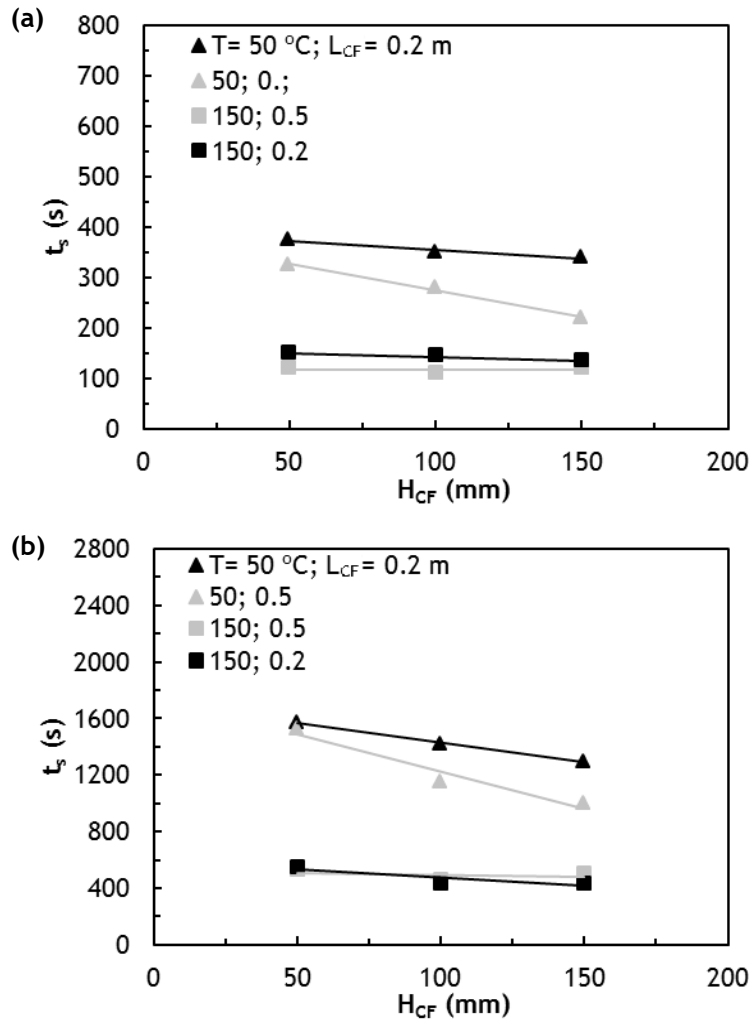 (a)
800
700
600
500
400
300
200
100
0
t_s (s)
T= 50 °C; L_CF= 0.2 m
50; 0.;
150; 0.5
150; 0.2
0 50 100 150 200
H_CF (mm)
(b)
2800
2400
2000
1600
1200
800
400
0
t_s (s)
T= 50 °C; L_CF= 0.2 m
50; 0.5
150; 0.5
150; 0.2
0 50 100 150 200
H_CF (mm)